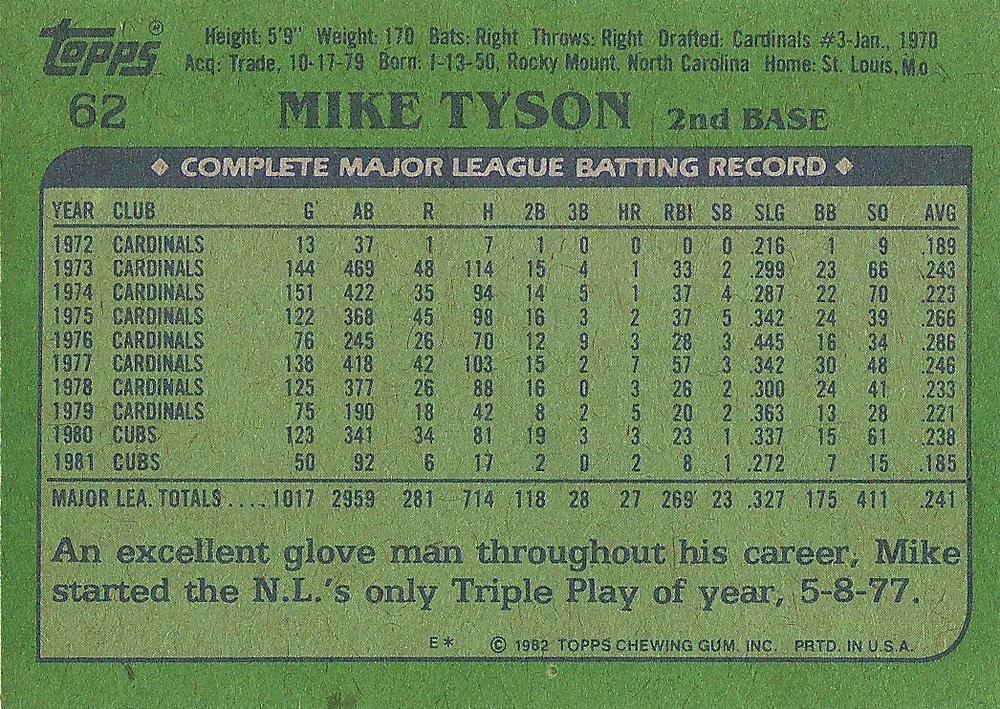 TOPPS® Height: 5'9" Weight: 170 Bats: Right Throws: Right Drafted: Cardinals #3-Jan., 1970
Acq: Trade, 10-17-79 Born: 1-13-50, Rocky Mount, North Carolina Home: St. Louis, Mo
62 MIKE TYSON 2nd BASE
COMPLETE MAJOR LEAGUE BATTING RECORD
YEAR CLUB G AB R H 2B 3B HR RBI SB SLG BB SO AVG
1972 CARDINALS 13 37 1 7 1 0 0 0 0 .216 1 9 .189
1973 CARDINALS 144 469 48 114 15 4 1 33 2 .299 23 66 .243
1974 CARDINALS 151 422 35 94 14 5 1 37 4 .287 22 70 .223
1975 CARDINALS 122 368 45 98 16 3 2 37 5 .342 24 39 .266
1976 CARDINALS 76 245 26 70 12 9 3 28 3 .445 16 34 .286
1977 CARDINALS 138 418 42 103 15 2 7 57 3 .342 30 48 .246
1978 CARDINALS 125 377 26 88 16 0 3 26 2 .300 24 41 .233
1979 CARDINALS 75 190 18 42 8 2 5 20 2 .363 13 28 .221
1980 CUBS 123 341 34 81 19 3 3 23 1 .337 15 61 .238
1981 CUBS 50 92 6 17 2 0 2 8 1 .272 7 15 .185
MAJOR LEA. TOTALS.... 1017 2959 281 714 118 28 27 269 23 .327 175 411 .241
An excellent glove man throughout his career, Mike
started the N.L.'s only Triple Play of year, 5-8-77.
E* © 1982 TOPPS CHEWING GUM, INC. PRTD. IN U.S.A.